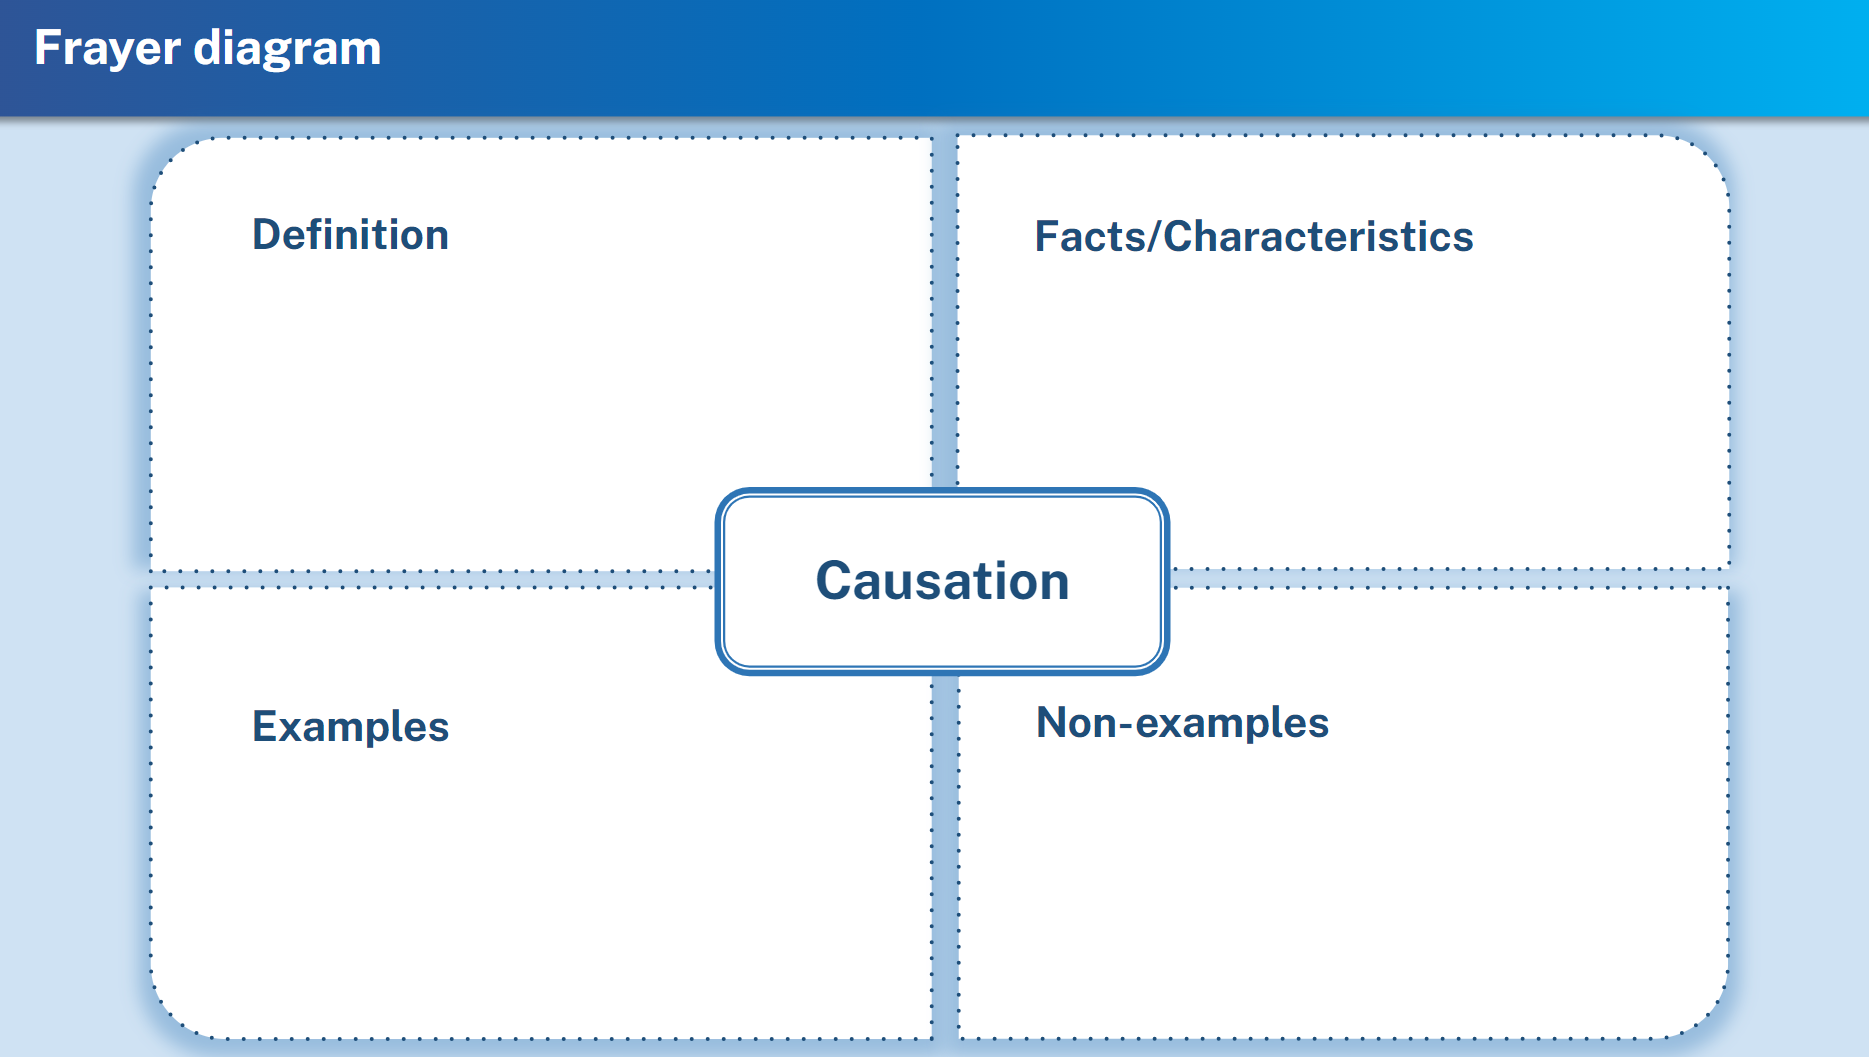 Frayer diagram
Definition
Facts/Characteristics
Causation
Examples
Non-examples